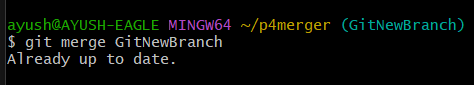 ayush@AYUSH-EAGLE MINGW64 ~/p4merger (GitNewBranch)
$ git merge GitNewBranch
Already up to date.